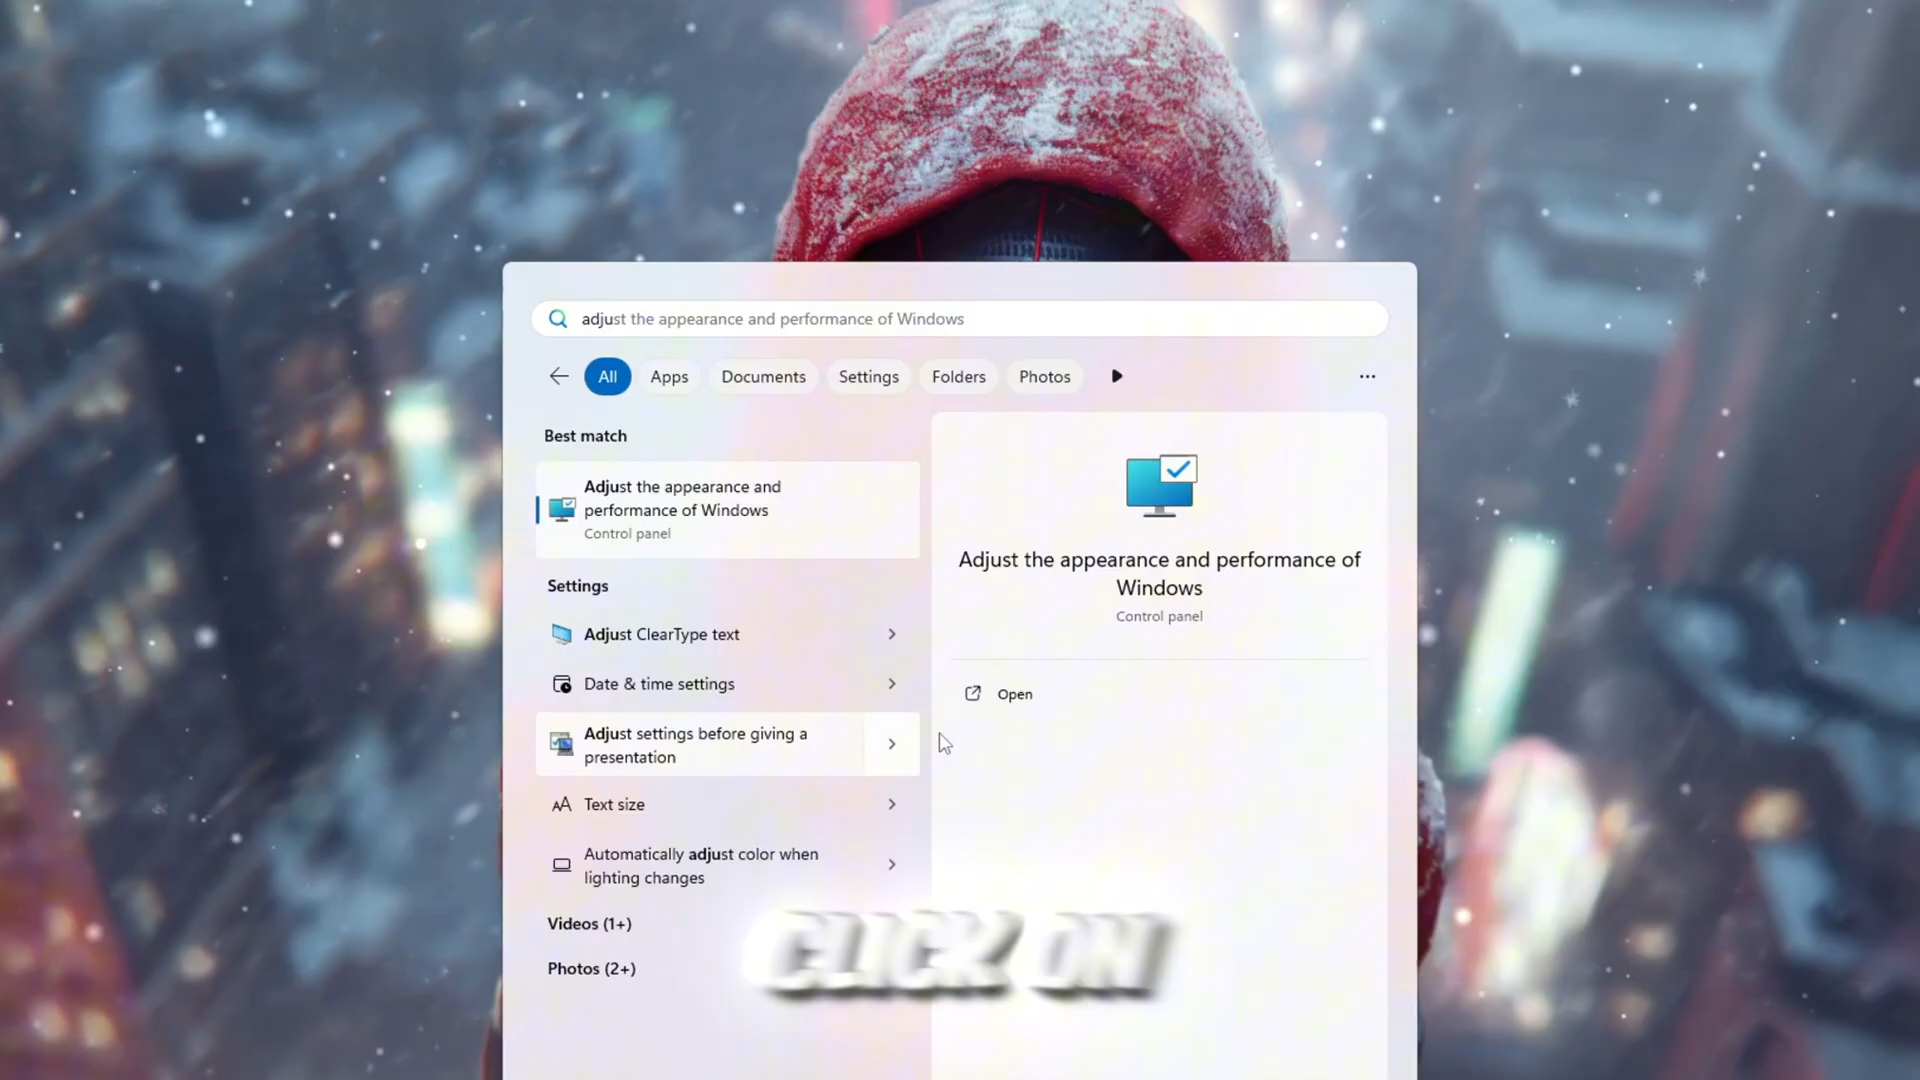 adjust the appearance and performance of Windows
All Apps Documents Settings Folders Photos
Best match
Adjust the appearance and
performance of Windows
Control panel
Settings
Adjust ClearType text
Date & time settings
Adjust settings before giving a
presentation
Text size
Automatically adjust color when
lighting changes
Videos (1+)
Photos (2+)
Adjust the appearance and performance of
Windows
Control panel
Open
CLICK ON